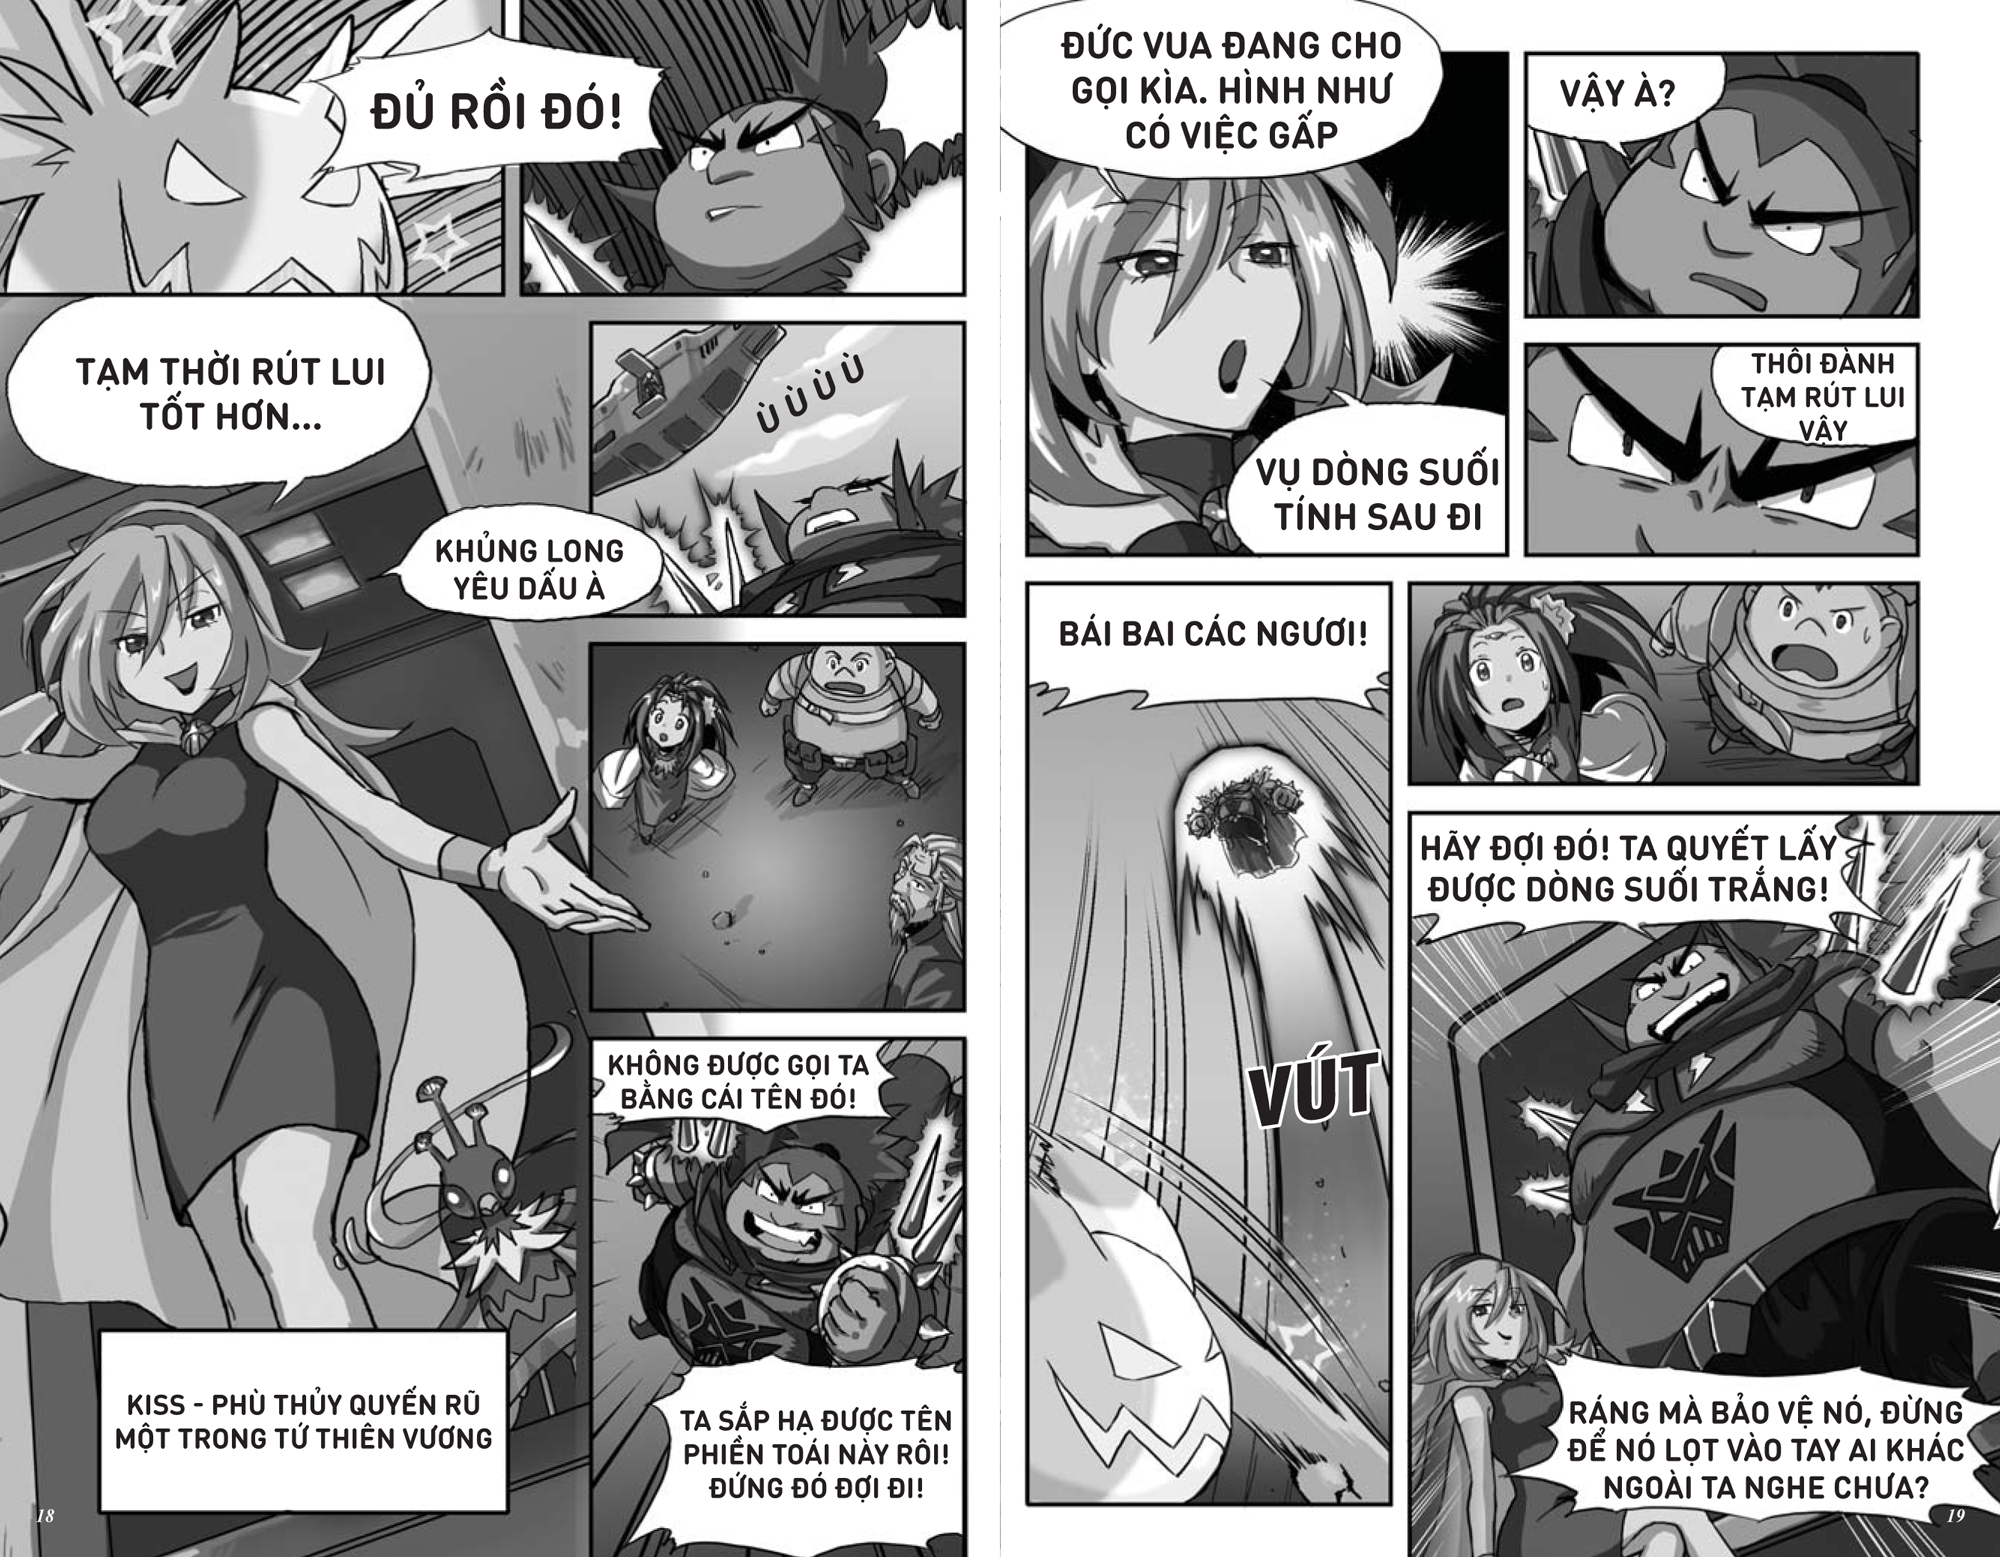 ĐỦ RỒI ĐÓ!
TẠM THỜI RÚT LUI
TỐT HƠN...
Ù Ù Ù Ù
KHỦNG LONG
YÊU DẤU À
KHÔNG ĐƯỢC GỌI TA
BẰNG CÁI TÊN ĐÓ!
TA SẮP HẠ ĐƯỢC TÊN
PHIỀN TOÁI NÀY RÔI!
ĐỨNG ĐÓ ĐỢI ĐI!
KISS - PHÙ THỦY QUYẾN RŨ
MỘT TRONG TỨ THIÊN VƯƠNG
18
ĐỨC VUA ĐANG CHO
GỌI KÌA. HÌNH NHƯ
CÓ VIỆC GẤP
VỤ DÒNG SUỐI
TÍNH SAU ĐI
VẬY À?
THÔI ĐÀNH
TẠM RÚT LUI
VẬY
BÁI BAI CÁC NGƯƠI!
VÚT
HÃY ĐỢI ĐÓ! TA QUYẾT LẤY
ĐƯỢC DÒNG SUỐI TRẮNG!
RÁNG MÀ BẢO VỆ NÓ, ĐỪNG
ĐỂ NÓ LỌT VÀO TAY AI KHÁC
NGOÀI TA NGHE CHƯA?
19